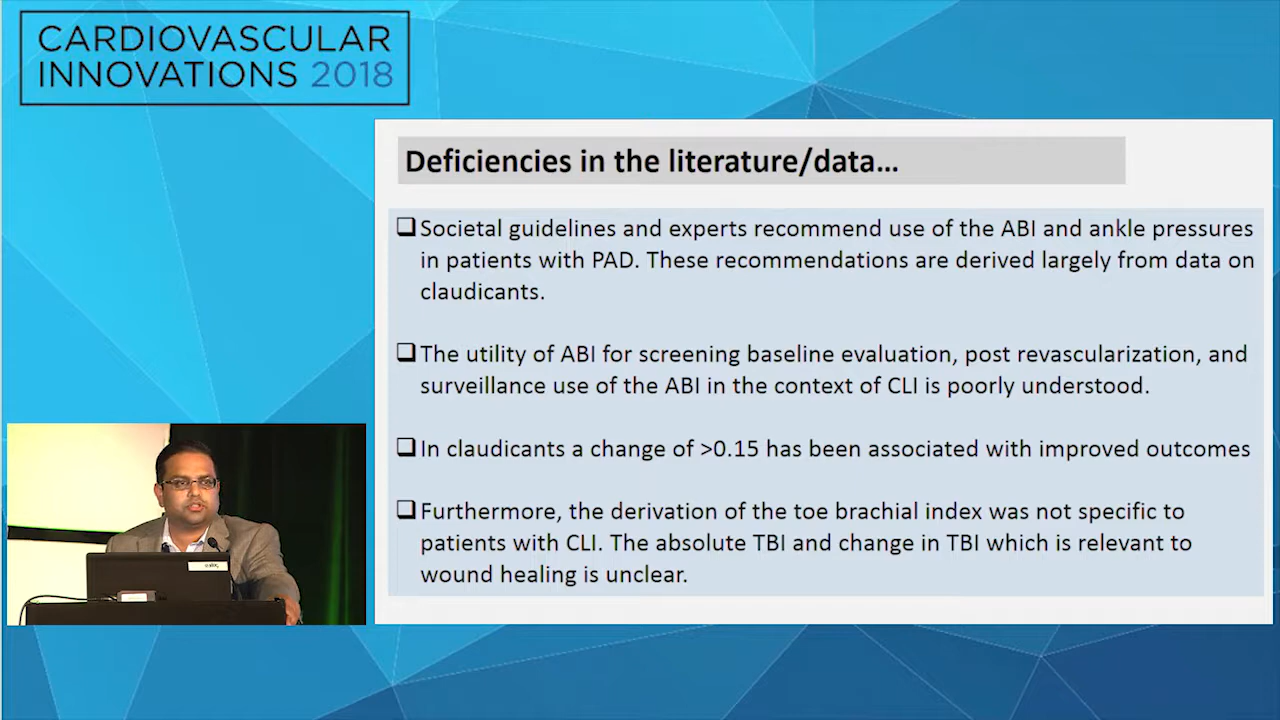 CARDIOVASCULAR
INNOVATIONS 2018
Deficiencies in the literature/data...
Societal guidelines and experts recommend use of the ABI and ankle pressures
in patients with PAD. These recommendations are derived largely from data on
claudicants.
The utility of ABI for screening baseline evaluation, post revascularization, and
surveillance use of the ABI in the context of CLI is poorly understood.
In claudicants a change of >0.15 has been associated with improved outcomes
Furthermore, the derivation of the toe brachial index was not specific to
patients with CLI. The absolute TBI and change in TBI which is relevant to
wound healing is unclear.